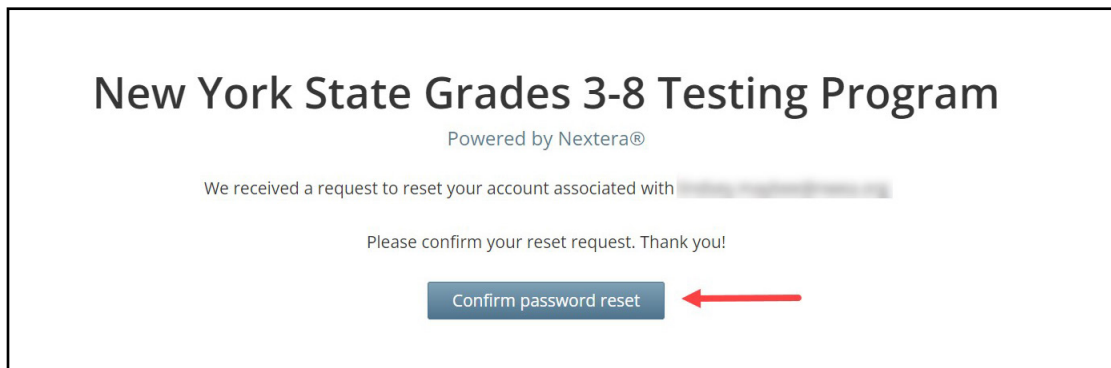 New York State Grades 3-8 Testing Program
Powered by Nextera®
We received a request to reset your account associated with
Please confirm your reset request. Thank you!
Confirm password reset